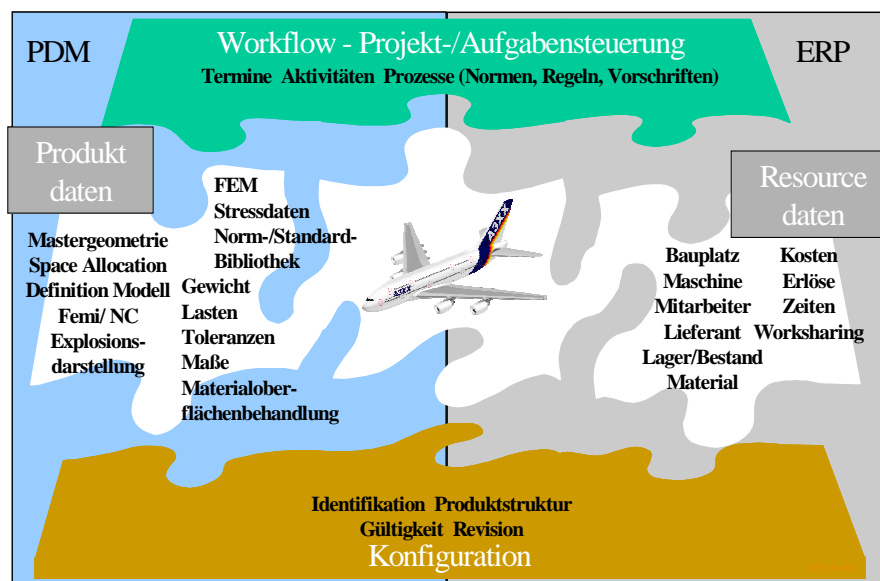 PDM
Workflow - Projekt-/Aufgabensteuerung
ERP
Termine Aktivitäten Prozesse (Normen, Regeln, Vorschriften)
Produkt
daten
Mastergeometrie
Space Allocation
Definition Modell
Femi/ NC
Explosions-
darstellung
FEM
Stressdaten
Norm-/Standard-
Bibliothek
Gewicht
Lasten
Toleranzen
Maße
Materialober-
flächenbehandlung
Resource
daten
Bauplatz
Maschine
Mitarbeiter
Lieferant
Lager/Bestand
Material
Kosten
Erlöse
Zeiten
Worksharing
Identifikation Produktstruktur
Gültigkeit Revision
Konfiguration